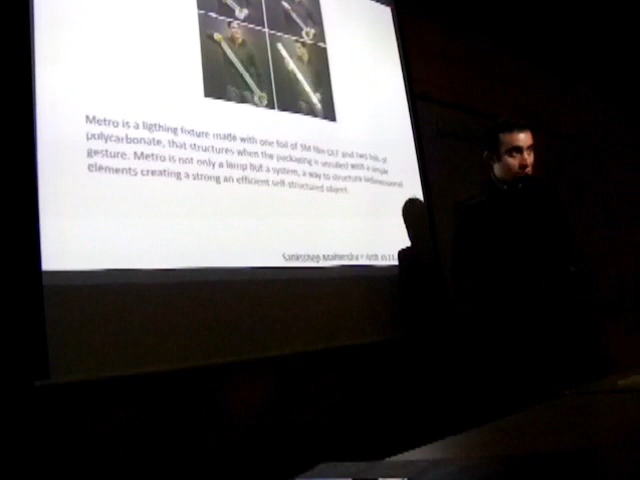 Metro is a ligthing fixture made with one foil of 3M film OLF and two foils of
polycarbonate, that structures when the packaging is unrolled with a simple
gesture. Metro is not only a lamp but a system, a way to structure bidimensional
elements creating a strong an efficient self structured object.